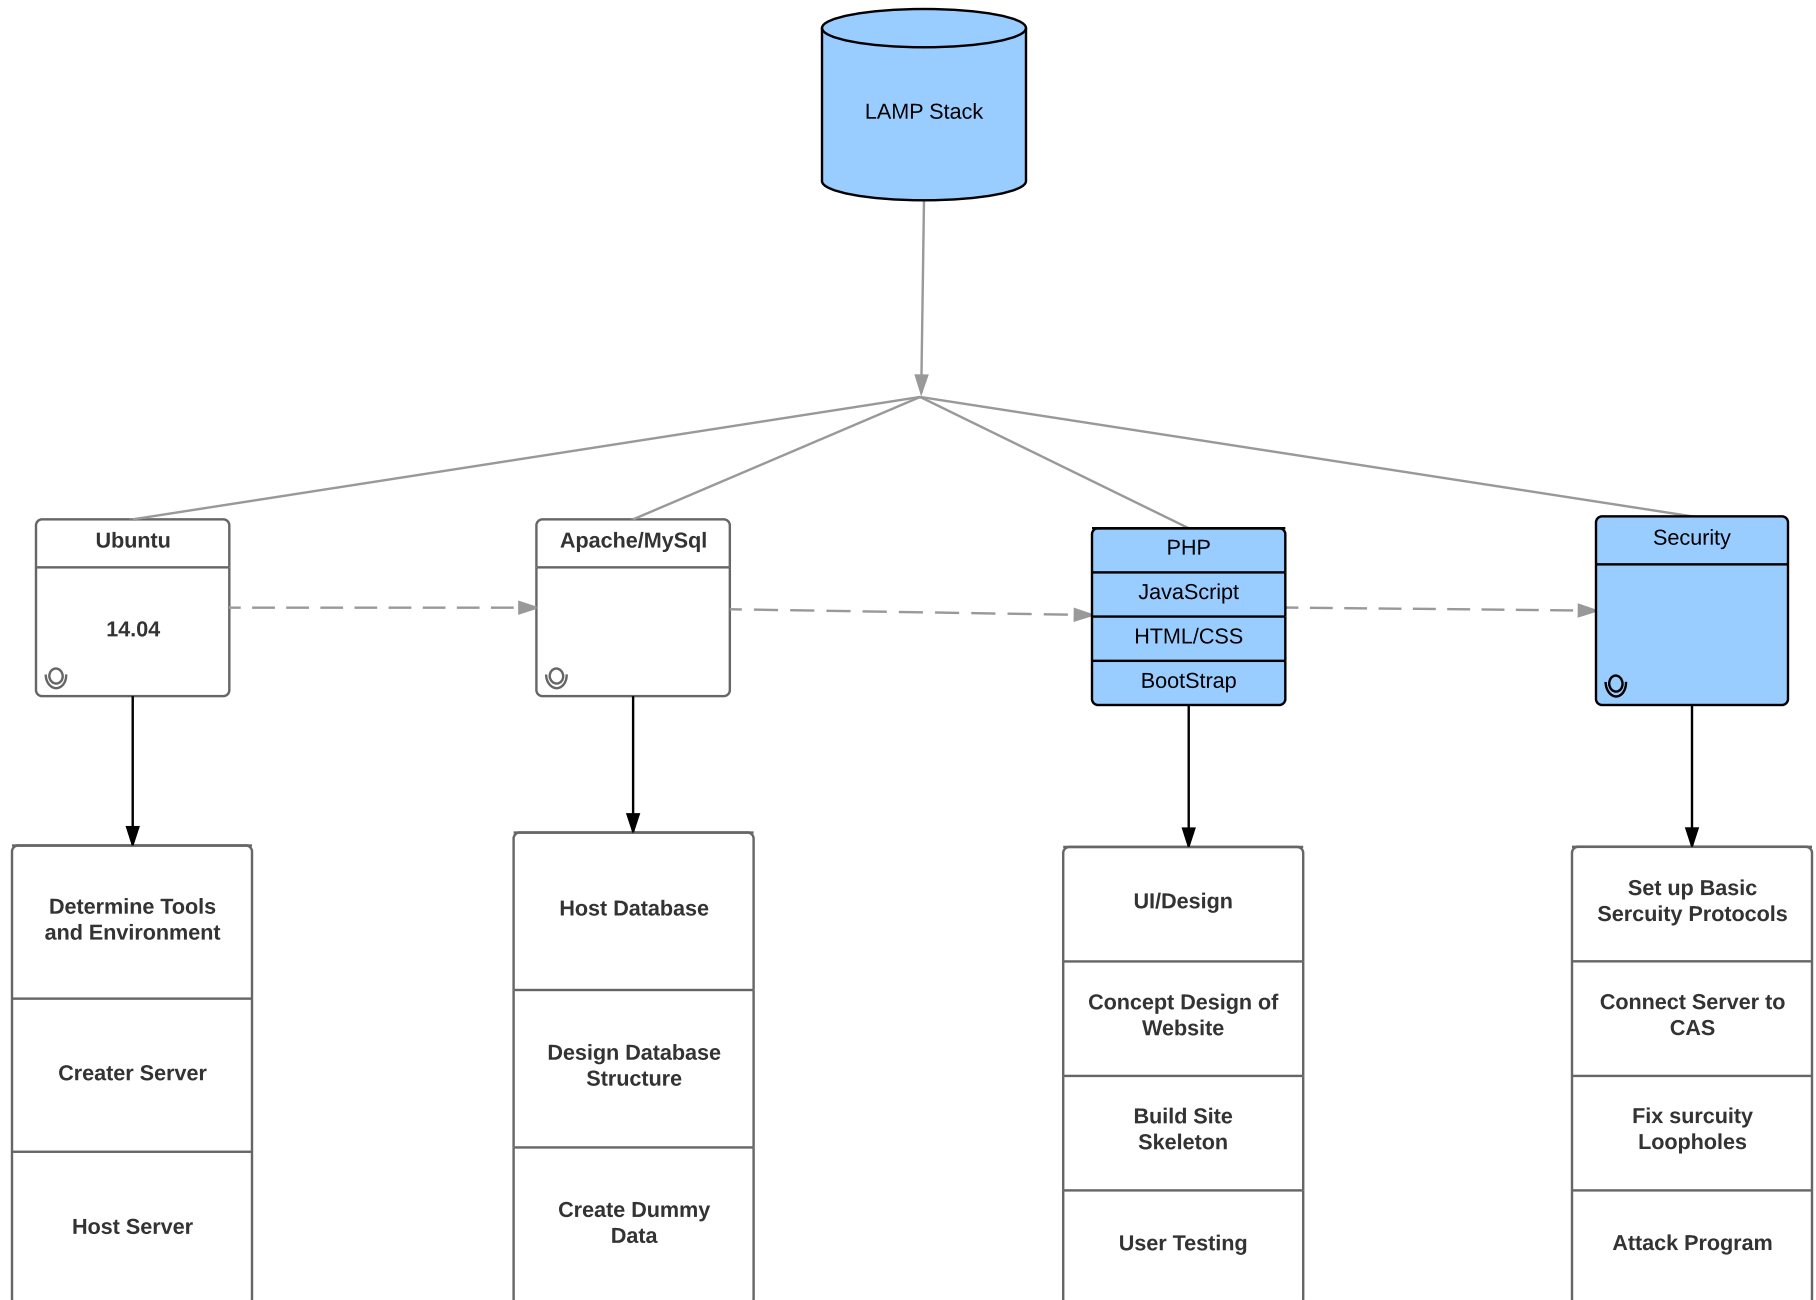 LAMP Stack
Ubuntu
14.04
Apache/MySql
PHP
JavaScript
HTML/CSS
BootStrap
Security
Determine Tools
and Environment
Creater Server
Host Server
Host Database
Design Database
Structure
Create Dummy
Data
UI/Design
Concept Design of
Website
Build Site
Skeleton
User Testing
Set up Basic
Sercuity Protocols
Connect Server to
CAS
Fix surcuity
Loopholes
Attack Program